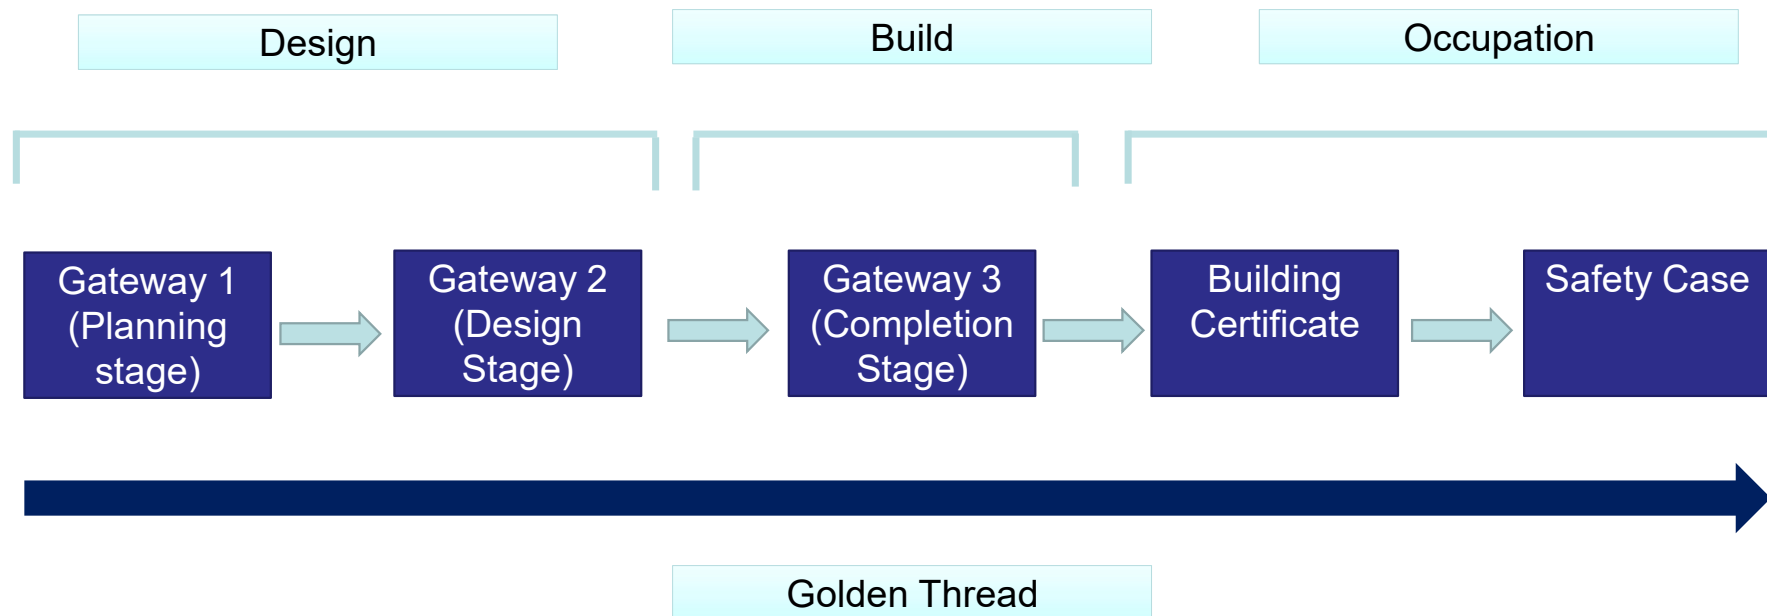 Design
Build
Occupation
Gateway 1
(Planning
stage)
Gateway 2
(Design
Stage)
Gateway 3
(Completion
Stage)
Building
Certificate
Safety Case
Golden Thread